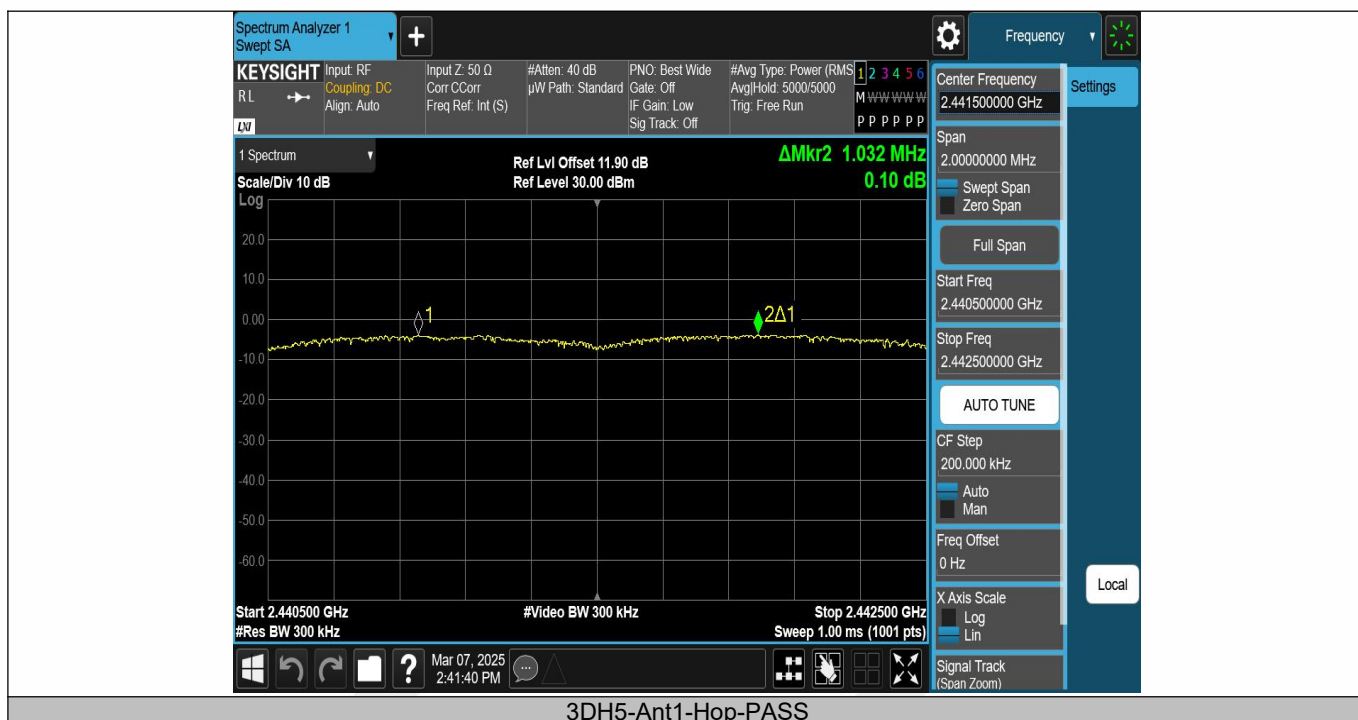 Spectrum Analyzer 1
Swept SA
+
Frequency
KEYSIGHT
R L
LXI
Input: RF
Coupling: DC
Align: Auto
Input Z: 50 Ω
Corr CCorr
Freq Ref: Int (S)
#Atten: 40 dB
µW Path: Standard
PNO: Best Wide
Gate: Off
IF Gain: Low
Sig Track: Off
#Avg Type: Power (RMS
Avg|Hold: 5000/5000
Trig: Free Run
1 2 3 4 5 6
M W W W W W
P P P P P P
1 Spectrum
Scale/Div 10 dB
Log
Ref Lvl Offset 11.90 dB
Ref Level 30.00 dBm
ΔMkr2 1.032 MHz
0.10 dB
20.0
10.0
0.00
-10.0
-20.0
-30.0
-40.0
-50.0
-60.0
1
2Δ1
Start 2.440500 GHz
#Res BW 300 kHz
#Video BW 300 kHz
Stop 2.442500 GHz
Sweep 1.00 ms (1001 pts)
Center Frequency
2.441500000 GHz
Settings
Span
2.00000000 MHz
Swept Span
Zero Span
Full Span
Start Freq
2.440500000 GHz
Stop Freq
2.442500000 GHz
AUTO TUNE
CF Step
200.000 kHz
Auto
Man
Freq Offset
0 Hz
X Axis Scale
Log
Lin
Local
Signal Track
(Span Zoom)
?
Mar 07, 2025
2:41:40 PM
3DH5-Ant1-Hop-PASS